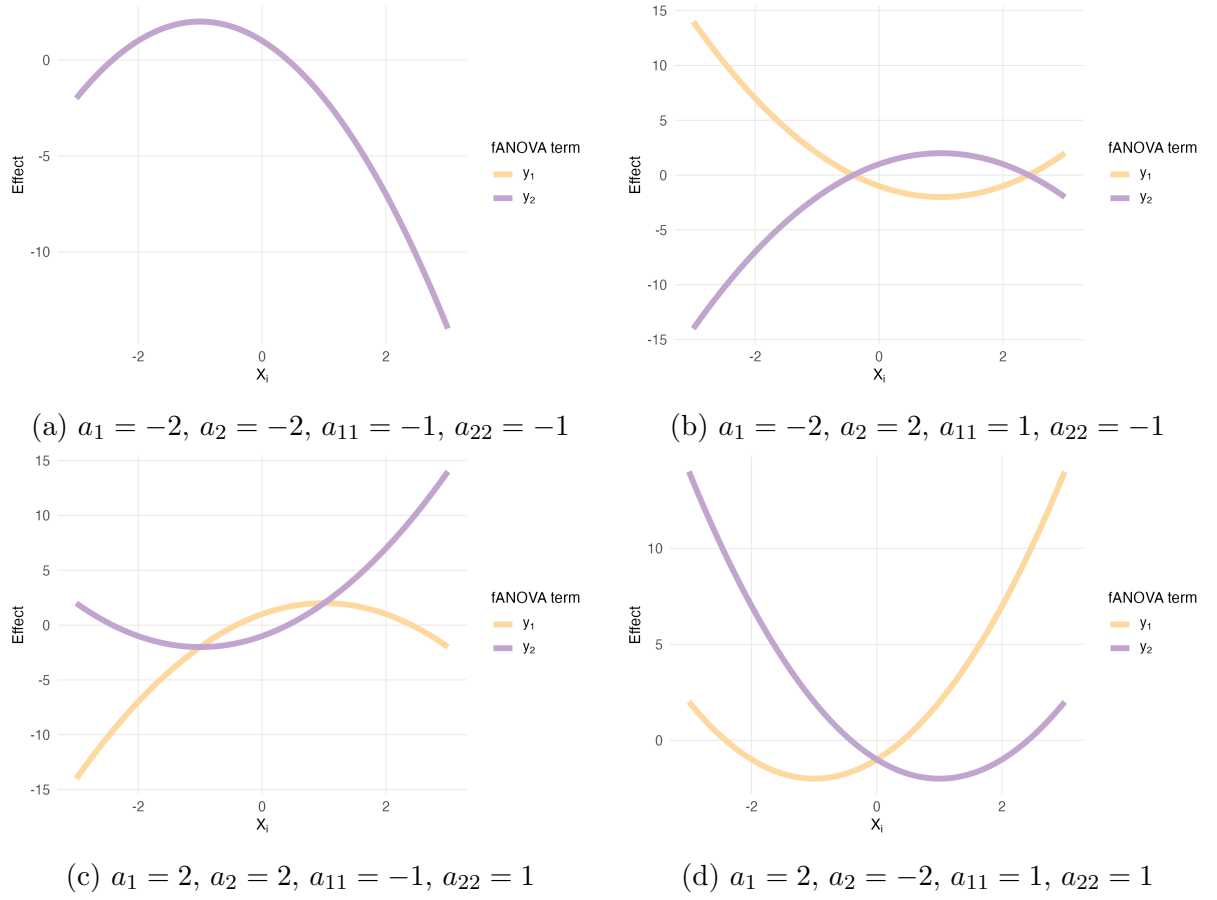 0
-5
-10
Effect
-2 0 2
Xᵢ
fANOVA term
y₁
y₂
(a) a₁ = −2, a₂ = −2, a₁₁ = −1, a₂₂ = −1
15
10
5
0
-5
-10
-15
Effect
-2 0 2
Xᵢ
fANOVA term
y₁
y₂
(b) a₁ = −2, a₂ = 2, a₁₁ = 1, a₂₂ = −1
15
10
5
0
-5
-10
-15
Effect
-2 0 2
Xᵢ
fANOVA term
y₁
y₂
(c) a₁ = 2, a₂ = 2, a₁₁ = −1, a₂₂ = 1
10
5
0
Effect
-2 0 2
Xᵢ
fANOVA term
y₁
y₂
(d) a₁ = 2, a₂ = −2, a₁₁ = 1, a₂₂ = 1